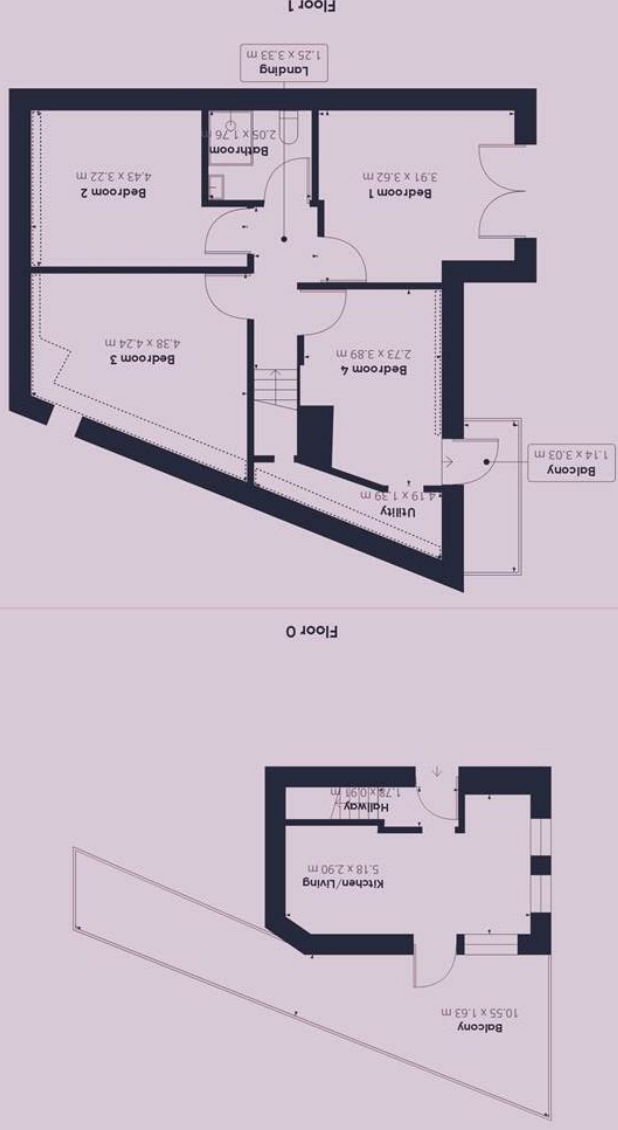 Balcony
10.55 x 1.63 m
Kitchen/Living
5.18 x 2.90 m
Hallway
1.78 x 0.91 m
Floor 0
Utility
4.19 x 1.39 m
Balcony
1.14 x 3.03 m
Bedroom 4
2.73 x 3.89 m
Bedroom 3
4.38 x 4.24 m
Bedroom 1
3.91 x 3.62 m
Bedroom 2
4.43 x 3.22 m
Bathroom
2.05 x 1.76 m
Landing
1.25 x 3.33 m
Floor 1